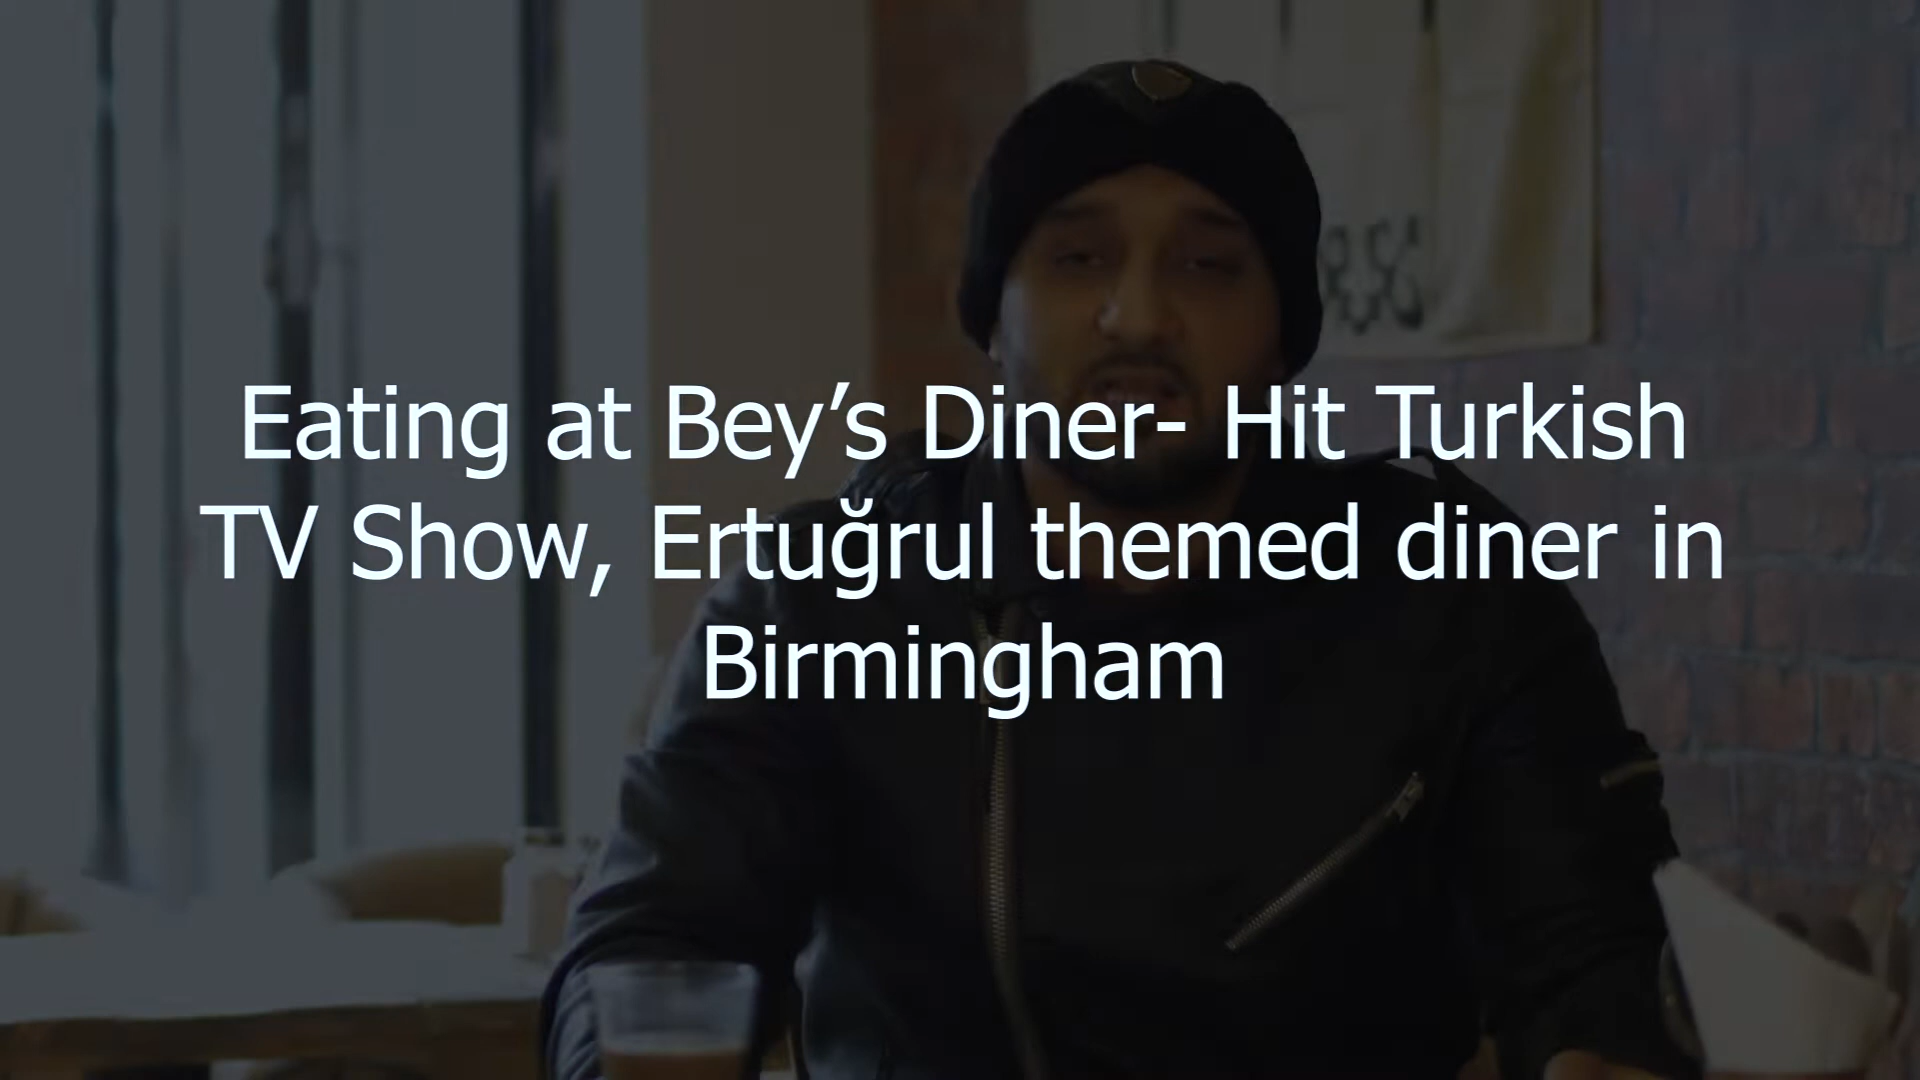 Eating at Bey’s Diner- Hit Turkish
TV Show, Ertuğrul themed diner in
Birmingham